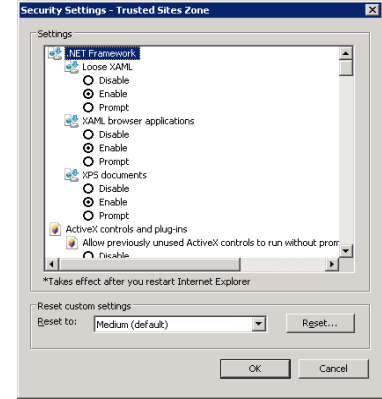 Security Settings - Trusted Sites Zone
Settings
.NET Framework
Loose XAML
Disable
Enable
Prompt
XAML browser applications
Disable
Enable
Prompt
XPS documents
Disable
Enable
Prompt
ActiveX controls and plug-ins
Allow previously unused ActiveX controls to run without prom
Disable
*Takes effect after you restart Internet Explorer
Reset custom settings
Reset to:
Medium (default)
Reset...
OK
Cancel